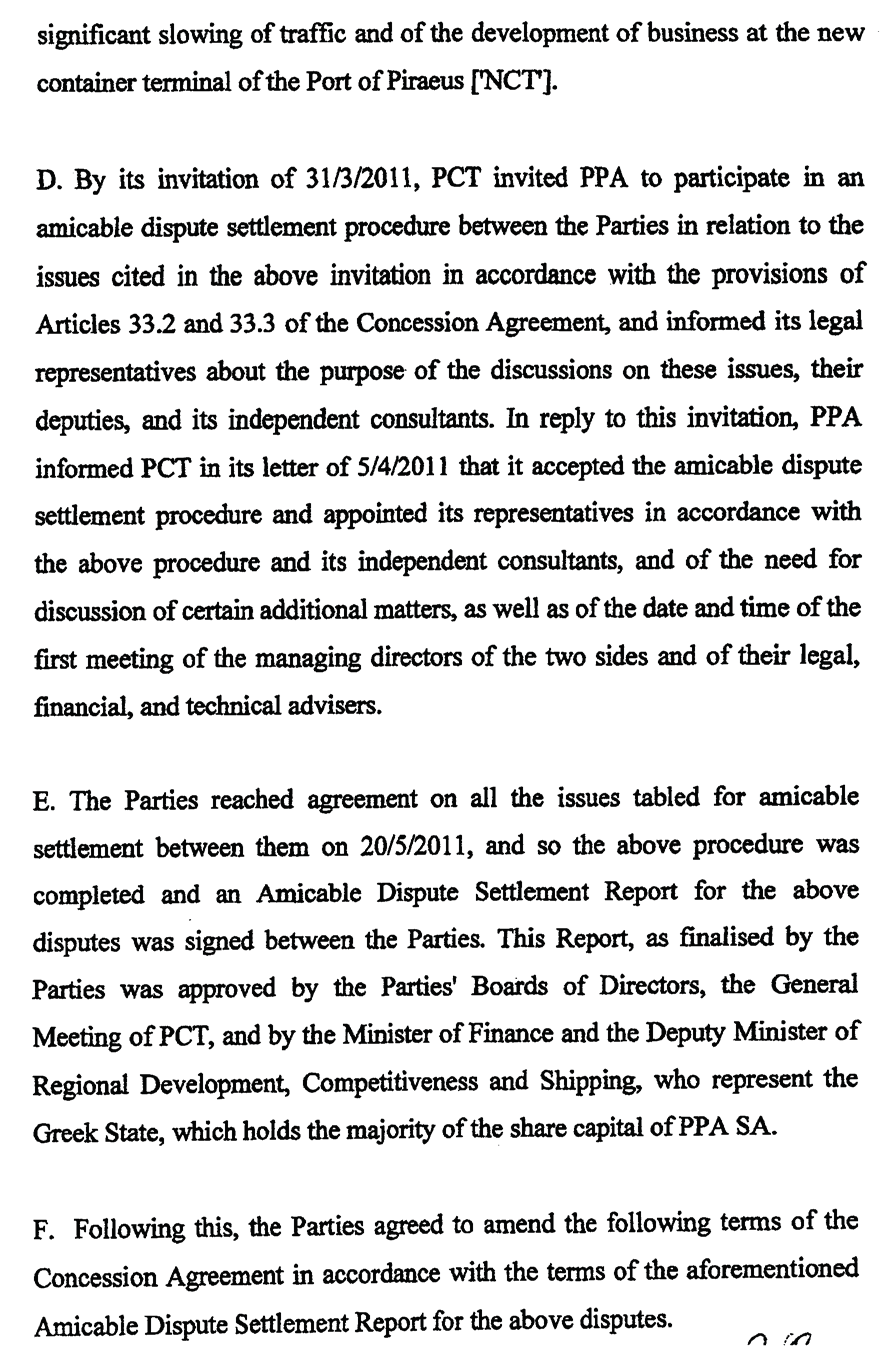 significant slowing of traffic and of the development of business at the new
container terminal of the Port of Piraeus ['NCT'].
D. By its invitation of 31/3/2011, PCT invited PPA to participate in an
amicable dispute settlement procedure between the Parties in relation to the
issues cited in the above invitation in accordance with the provisions of
Articles 33.2 and 33.3 of the Concession Agreement, and informed its legal
representatives about the purpose of the discussions on these issues, their
deputies, and its independent consultants. In reply to this invitation, PPA
informed PCT in its letter of 5/4/2011 that it accepted the amicable dispute
settlement procedure and appointed its representatives in accordance with
the above procedure and its independent consultants, and of the need for
discussion of certain additional matters, as well as of the date and time of the
first meeting of the managing directors of the two sides and of their legal,
financial, and technical advisers.
E. The Parties reached agreement on all the issues tabled for amicable
settlement between them on 20/5/2011, and so the above procedure was
completed and an Amicable Dispute Settlement Report for the above
disputes was signed between the Parties. This Report, as finalised by the
Parties was approved by the Parties' Boards of Directors, the General
Meeting of PCT, and by the Minister of Finance and the Deputy Minister of
Regional Development, Competitiveness and Shipping, who represent the
Greek State, which holds the majority of the share capital of PPA SA.
F. Following this, the Parties agreed to amend the following terms of the
Concession Agreement in accordance with the terms of the aforementioned
Amicable Dispute Settlement Report for the above disputes.